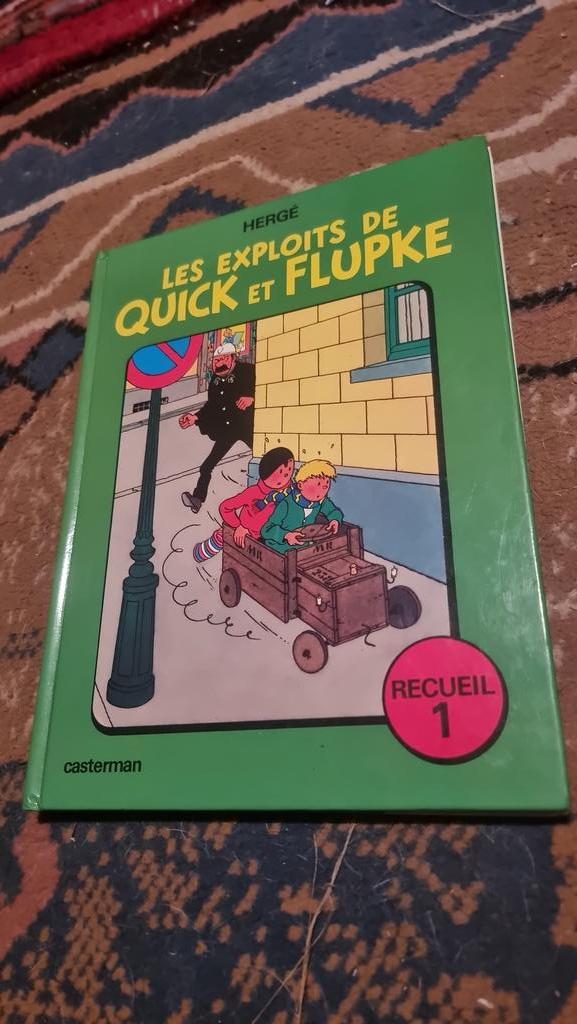 HERGÉ
LES EXPLOITS DE
QUICK ET FLUPKE
RECUEIL
1
casterman